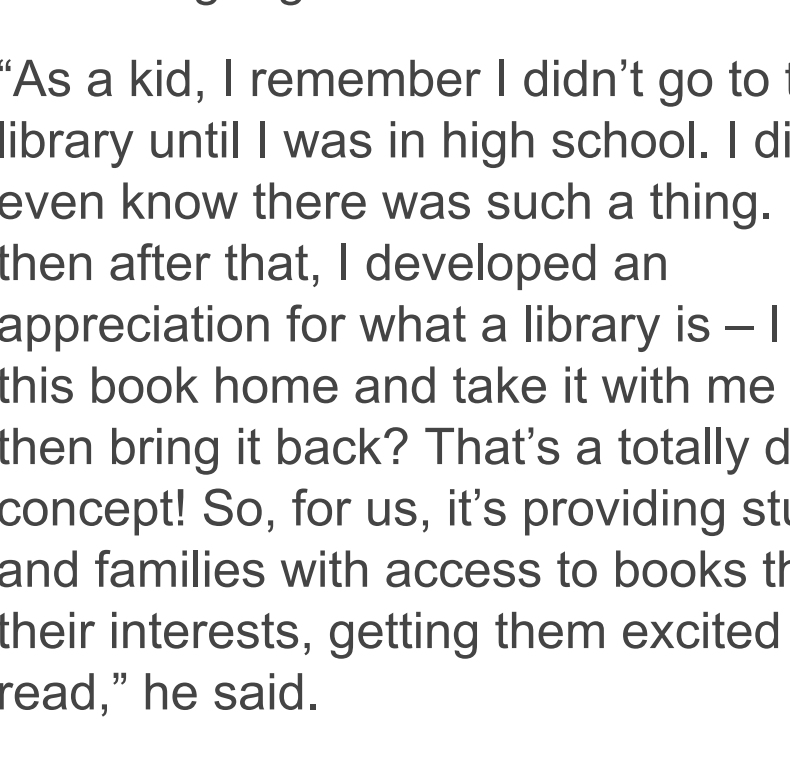 “As a kid, I remember I didn’t go to
library until I was in high school. I
even know there was such a thing.
then after that, I developed an
appreciation for what a library is – I
this book home and take it with me
then bring it back? That’s a totally
concept! So, for us, it’s providing
and families with access to books
their interests, getting them excited
read,” he said.